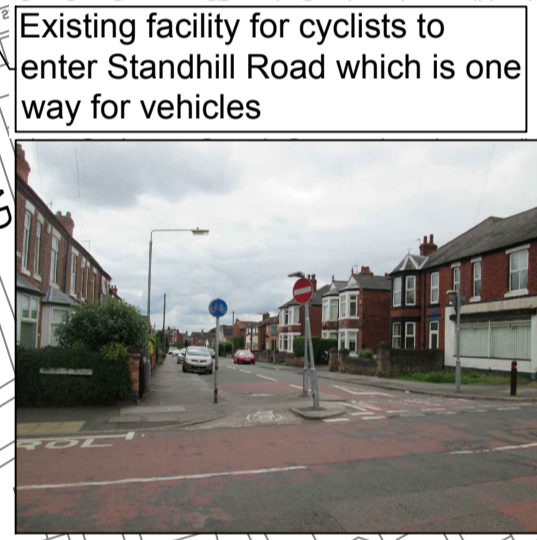 Existing facility for cyclists to
enter Standhill Road which is one
way for vehicles